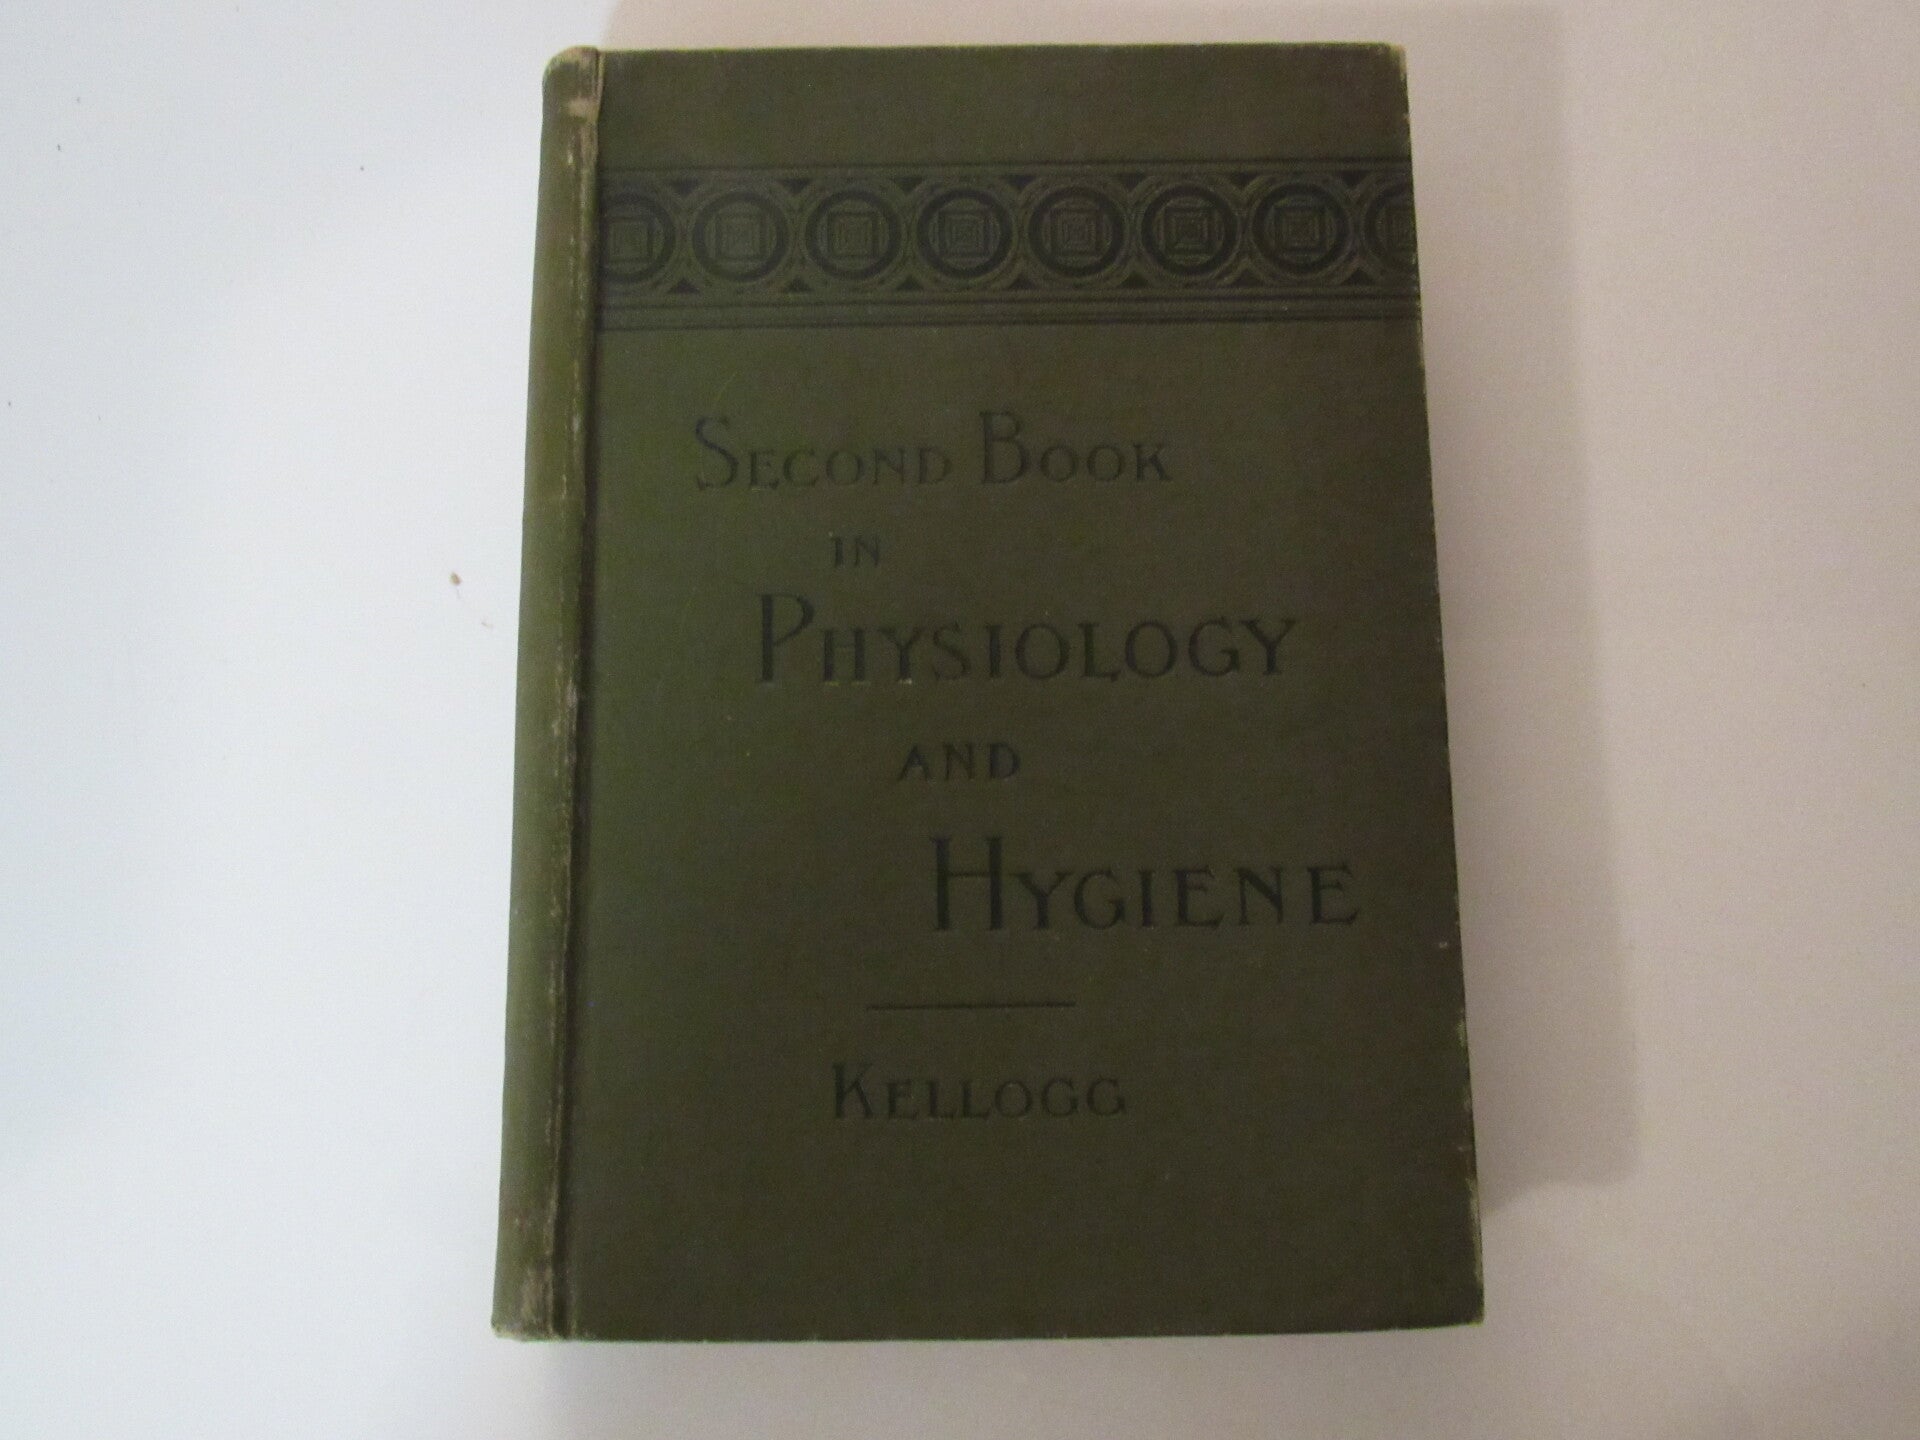 SECOND BOOK
IN
PHYSIOLOGY
AND
HYGIENE
KELLOGG